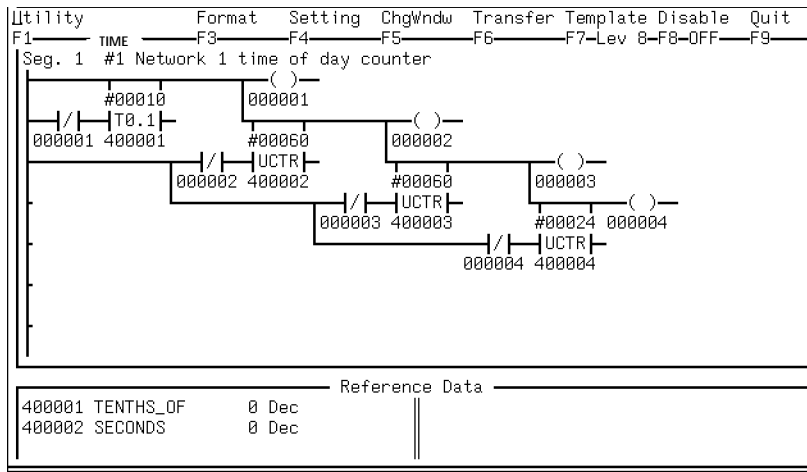 Utility Format Setting ChgWndw Transfer Template Disable Quit
F1 TIME F3 F4 F5 F6 F7-Lev 8-F8-OFF F9
Seg. 1 #1 Network 1 time of day counter
( )
#00010 000001
/ T0.1 ( )
000001 400001 #00060 000002
/ UCTR ( )
000002 400002 #00060 000003
/ UCTR ( )
000003 400003 #00024 000004
/ UCTR
000004 400004
Reference Data
400001 TENTHS_OF 0 Dec
400002 SECONDS 0 Dec